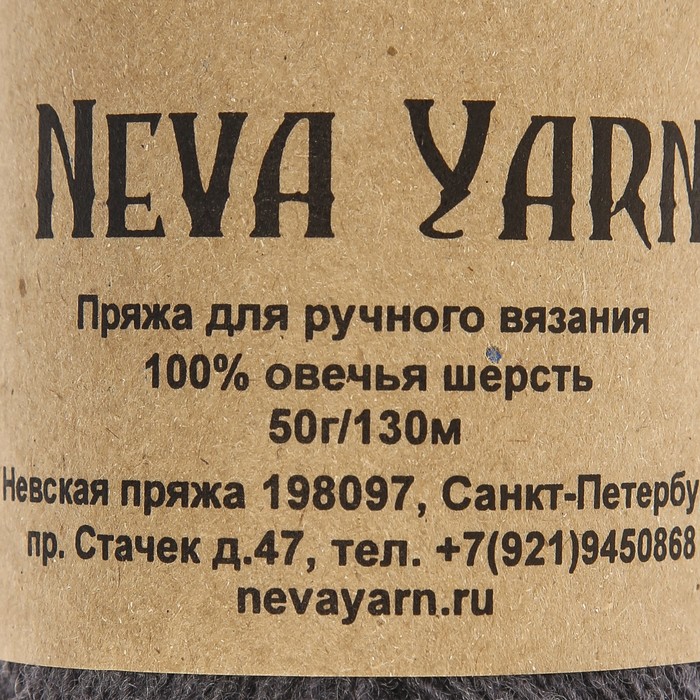 NEVA YARN
Пряжа для ручного вязания
100% овечья шерсть
50г/130м
Невская пряжа 198097, Санкт-Петербу
пр. Стачек д.47, тел. +7(921)9450868
nevayarn.ru